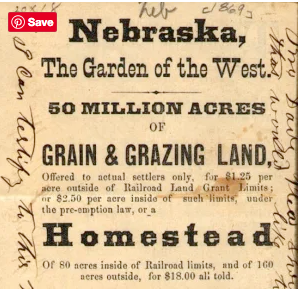 Save
Neb
Nebraska,
The Garden of the West.
50 MILLION ACRES
OF
GRAIN & GRAZING LAND,
Offered to actual settlers only, for $1.25 per
acre outside of Railroad Land Grant Limits;
or $2.50 per acre inside of such limits, under
the pre-emption law, or a
Homestead
Of 80 acres inside of Railroad limits, and of 160
acres outside, for $18.00 all told.
I can testify to this